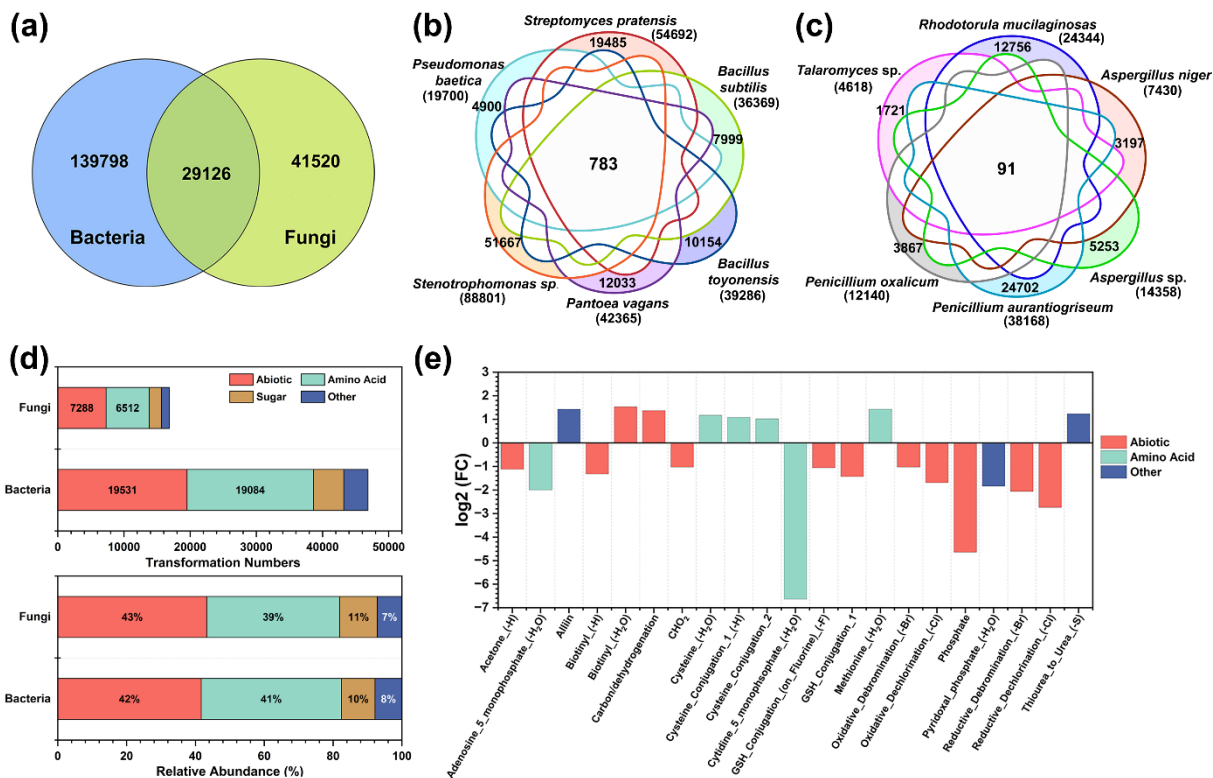 (a)
139798
29126
41520
Bacteria
Fungi
(b)
Streptomyces pratensis
(54692)
19485
Pseudomonas
baetica
(19700)
4900
Bacillus
subtilis
(36369)
7999
783
51667
10154
12033
Stenotrophomonas sp.
(88801)
Bacillus
toyonensis
(39286)
Pantoea vagans
(42365)
(c)
Rhodotorula mucilaginosas
(24344)
12756
Talaromyces sp.
(4618)
1721
Aspergillus niger
(7430)
3197
91
3867
5253
24702
Penicillium oxalicum
(12140)
Aspergillus sp.
(14358)
Penicillium aurantiogriseum
(38168)
(d)
Abiotic
Amino Acid
Sugar
Other
Fungi
7288
6512
Bacteria
19531
19084
0
10000
20000
30000
40000
50000
Transformation Numbers
Fungi
43%
39%
11%
7%
Bacteria
42%
41%
10%
8%
0
20
40
60
80
100
Relative Abundance (%)
(e)
3
2
1
0
-1
-2
-3
-4
-5
-6
-7
log2 (FC)
Abiotic
Amino Acid
Other
Acetone_(-H)
Adenosine_5_monophosphate_(-H2O)
Alliin
Biotinyl_(-H)
Biotinyl_(-H2O)
Carbon/dehydrogenation
CHO2
Cysteine_(-H2O)
Cysteine_Conjugation_1_(-H)
Cysteine_Conjugation_2
Cytidine_5_monophsophate_(-H2O)
GSH_Conjugation_(on_Fluorine)_(-F)
GSH_Conjugation_1
Methionine_(-H2O)
Oxidative_Debromination_(-Br)
Oxidative_Dechlorination_(-Cl)
Phosphate
Pyridoxal_phosphate_(-H2O)
Reductive_Debromination_(-Br)
Reductive_Dechlorination_(-Cl)
Thiourea_to_Urea_(-S)